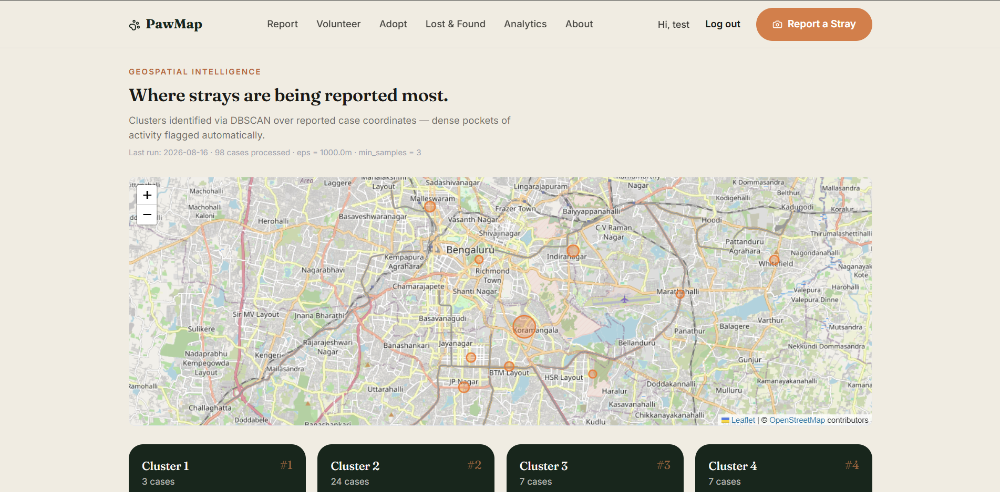 PawMap
Report
Volunteer
Adopt
Lost & Found
Analytics
About
Hi, test
Log out
Report a Stray
GEOSPATIAL INTELLIGENCE
Where strays are being reported most.
Clusters identified via DBSCAN over reported case coordinates — dense pockets of
activity flagged automatically.
Last run: 2026-08-16 · 98 cases processed · eps = 1000.0m · min_samples = 3
+
−
Area
Laggere
Layout
Sadashivanagar
Lingarajapuram
Nagar
K Dommasandra
Mallasandra
Machohalli
Malleswaram
Belthur
Kodigehalli
Machohalli
Kaloni
Herohalli
Basaveshwaranagar
Frazer Town
Vasanth Nagar
Baiyyappanahalli
Hoodi
Kadugodi
Koralur
Shivajinagar
C V Raman
Nagar
Thirumalashettihalli
Bengaluru
Pattanduru
Agrahara
Nagondanahalli
Kempapura
Agrahara
Indiranagar
Whitefield
Nagarabhavi
Richmond
Town
Naganayak
Kote
Chamarajapete
Shanti Nagar
Marathahalli
Valepura
Harohalli
Valepura Dinne
Sir MV Layout
Jnana Bharathi
Basavanagudi
Varthur
Sulikere
Koramangala
Panathur
Balagere
Mutsandra
Rajarajeshwari
Nagar
Banashankari
Jayanagar
Bellanduru
Nekkundi Dommasandra
Nadaprabhu
Kempegowda
Layout
Kengeri
Mailasandra
Gunjur
BTM Layout
HSR Layout
JP Nagar
Ramohalli
Uttarahalli
Haralur
Doddakannalli
Mulluru
Ramanayakanahalli
Kamana
Challaghatta
Kasavanahalli
Chikkanayakanahalli
Doddabele
Banashankari
Kudlu
Leaflet | © OpenStreetMap contributors
Cluster 1
#1
3 cases
Cluster 2
#2
24 cases
Cluster 3
#3
7 cases
Cluster 4
#4
7 cases